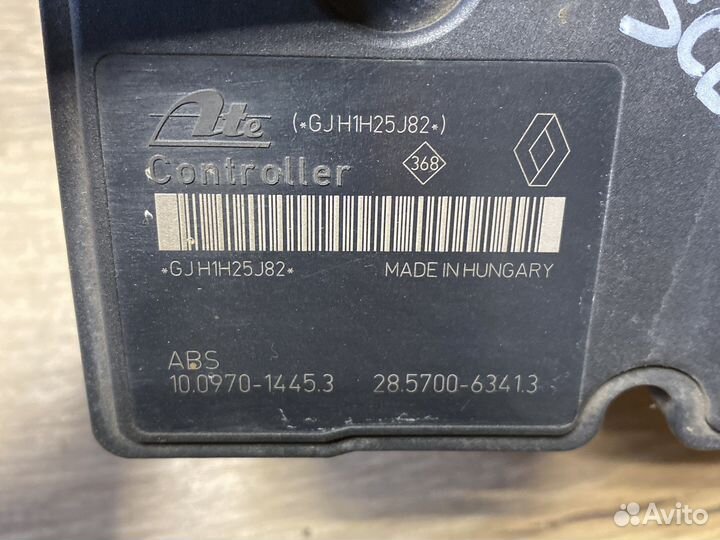 Ate
(*GJH1H25J82*)
Controller
368
*GJH1H25J82*
MADE IN HUNGARY
ABS
10.0970-1445.3
28.5700-6341.3
Avito